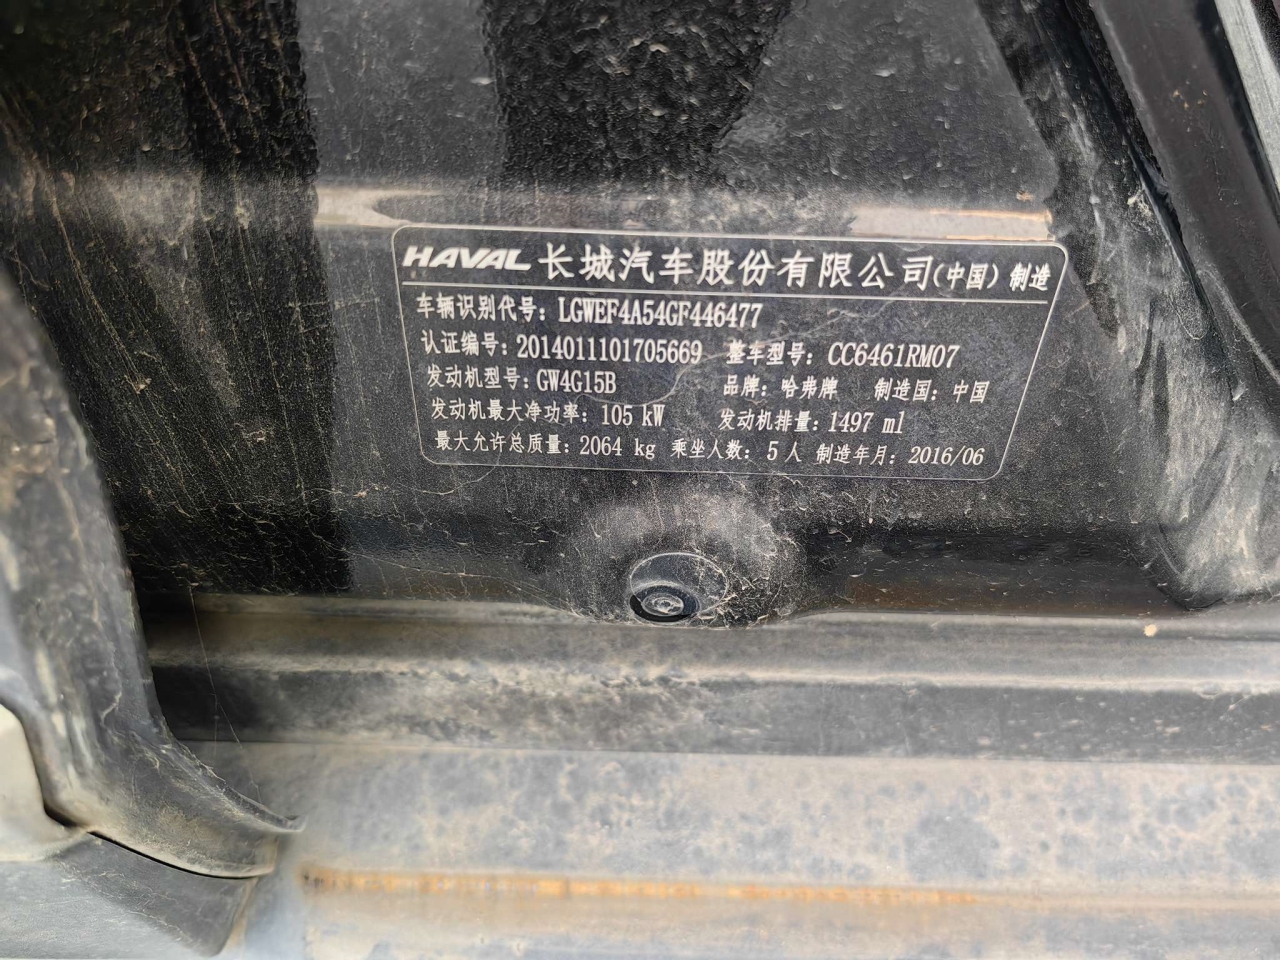 HAVAL 长城汽车股份有限公司(中国) 制造
车辆识别代号: LGWEF4A54GF446477
认证编号: 2014011101705669 整车型号: CC6461RM07
发动机型号: GW4G15B 品牌: 哈弗牌 制造国: 中国
发动机最大净功率: 105 kW 发动机排量: 1497 ml
最大允许总质量: 2064 kg 乘坐人数: 5 人 制造年月: 2016/06